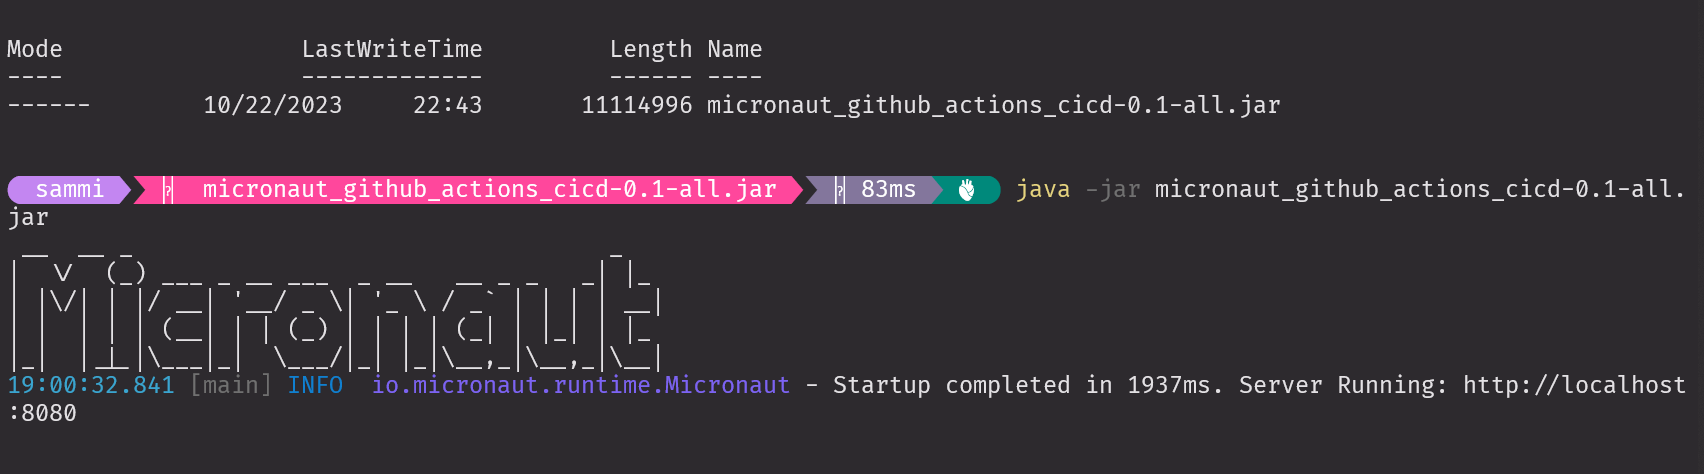 Mode                 LastWriteTime         Length Name
----                 -------------         ------ ----
------        10/22/2023     22:43       11114996 micronaut_github_actions_cicd-0.1-all.jar
sammi micronaut_github_actions_cicd-0.1-all.jar 83ms java -jar micronaut_github_actions_cicd-0.1-all.
jar
Micronaut
19:00:32.841 [main] INFO  io.micronaut.runtime.Micronaut - Startup completed in 1937ms. Server Running: http://localhost
:8080